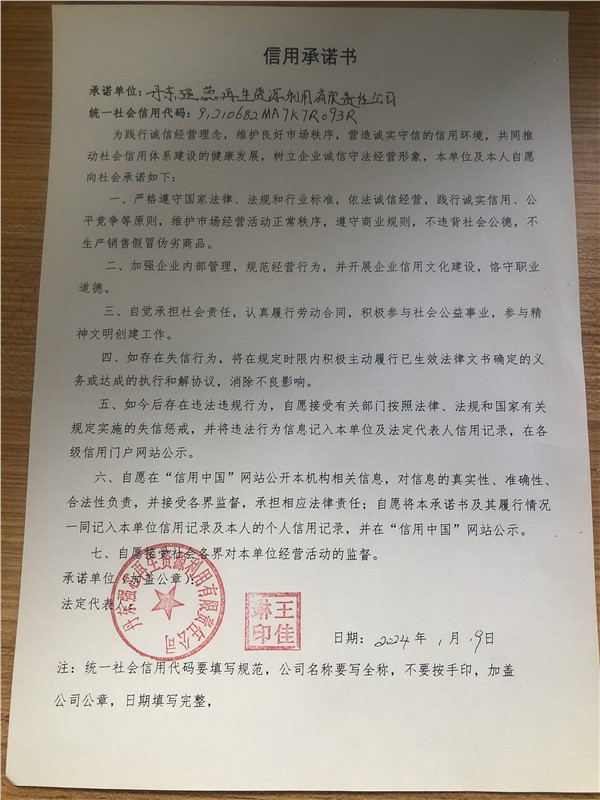 信用承诺书
承诺单位：丹东强蕊再生资源利用有限责任公司
统一社会信用代码：91210682MA7K7R093R
为践行诚信经营理念，维护良好市场秩序，营造诚实守信的信用环境，共同推
动社会信用体系建设的健康发展，树立企业诚信守法经营形象，本单位及本人自愿
向社会承诺如下：
一、严格遵守国家法律、法规和行业标准，依法诚信经营，践行诚实信用、公
平竞争等原则，维护市场经营活动正常秩序，遵守商业规则，不违背社会公德，不
生产销售假冒伪劣商品。
二、加强企业内部管理，规范经营行为，并开展企业信用文化建设，恪守职业
道德。
三、自觉承担社会责任，认真履行劳动合同，积极参与社会公益事业，参与精
神文明创建工作。
四、如存在失信行为，将在规定时限内积极主动履行已生效法律文书确定的义
务或达成的执行和解协议，消除不良影响。
五、如今后存在违法违规行为，自愿接受有关部门按照法律、法规和国家有关
规定实施的失信惩戒，并将违法行为信息记入本单位及法定代表人信用记录，在各
级信用门户网站公示。
六、自愿在“信用中国”网站公开本机构相关信息，对信息的真实性、准确性、
合法性负责，并接受各界监督，承担相应法律责任；自愿将本承诺书及其履行情况
一同记入本单位信用记录及本人的个人信用记录，并在“信用中国”网站公示。
七、自愿接受社会各界对本单位经营活动的监督。
承诺单位（加盖公章）：
法定代表人：
丹东强蕊再生资源利用有限责任公司
王佳琳印
日期：2024年1月19日
注：统一社会信用代码要填写规范，公司名称要写全称，不要按手印，加盖
公司公章，日期填写完整，